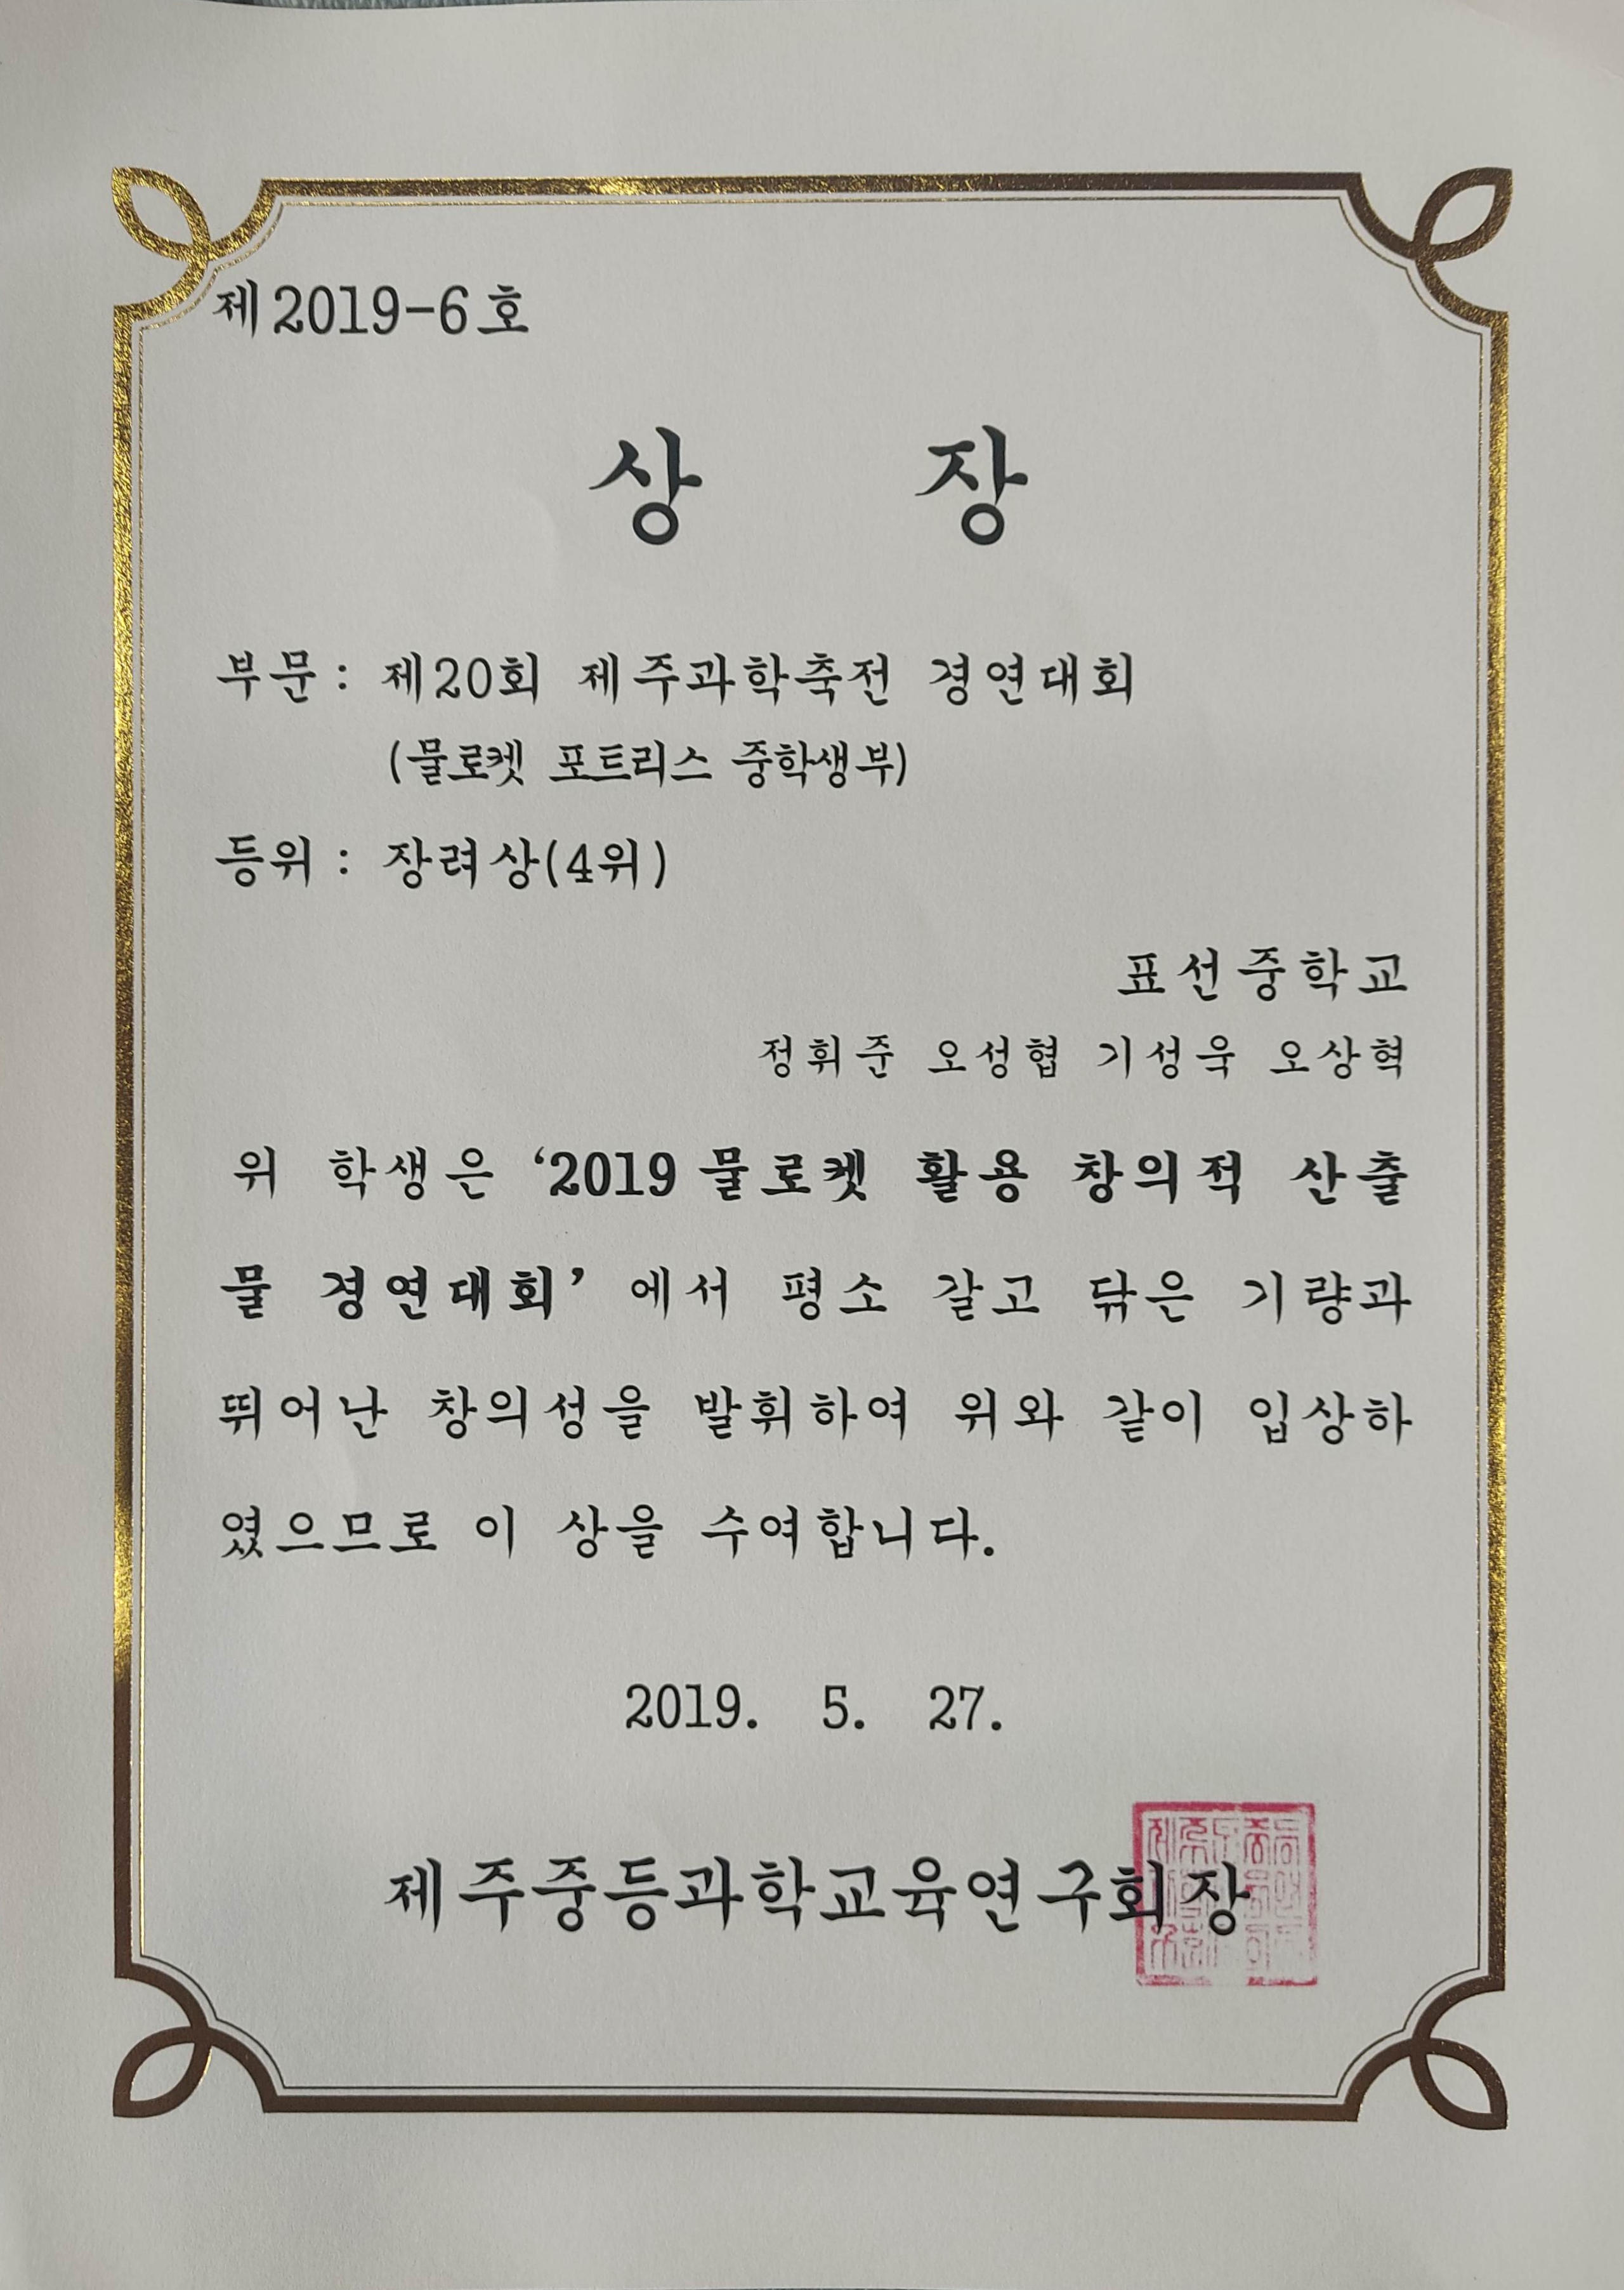 제2019-6호
상 장
부문 : 제20회 제주과학축전 경연대회
(물로켓 포트리스 중학생부)
등위 : 장려상(4위)
표선중학교
정휘준 오성협 기성욱 오상혁
위 학생은 ‘2019 물로켓 활용 창의적 산출
물 경연대회’ 에서 평소 갈고 닦은 기량과
뛰어난 창의성을 발휘하여 위와 같이 입상하
였으므로 이 상을 수여합니다.
2019. 5. 27.
제주중등과학교육연구회장